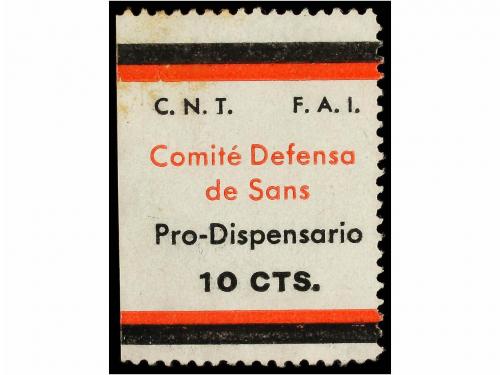 C. N. T. F. A. I.
Comité Defensa
de Sans
Pro-Dispensario
10 CTS.